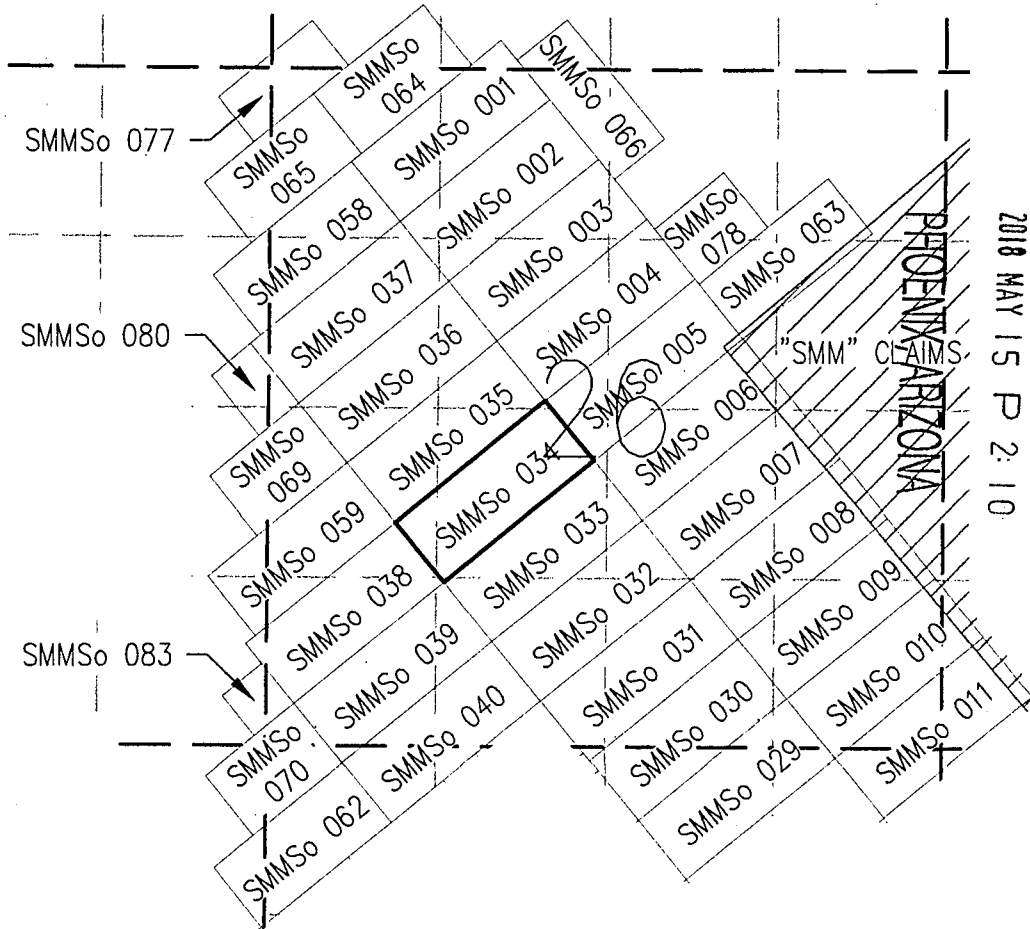 SMMSo 077
SMMSo
064
SMMSo
065
SMMSo 001
SMMSo 066
SMMSo 002
SMMSo 058
SMMSo 003
SMMSo
078
SMMSo 063
SMMSo 037
SMMSo 004
SMMSo 080
SMMSo 036
SMMSo 005
"SMM" CLAIMS
PHOENIX, ARIZONA
2018 MAY 15 P 2:10
SMMSo
069
SMMSo 035
26
SMMSo 006
SMMSo 034
SMMSo 007
SMMSo 059
SMMSo 033
SMMSo 008
SMMSo 038
SMMSo 032
SMMSo 009
SMMSo 083
SMMSo 039
SMMSo 031
SMMSo 010
SMMSo
070
SMMSo 040
SMMSo 030
SMMSo 011
SMMSo 062
SMMSo 029